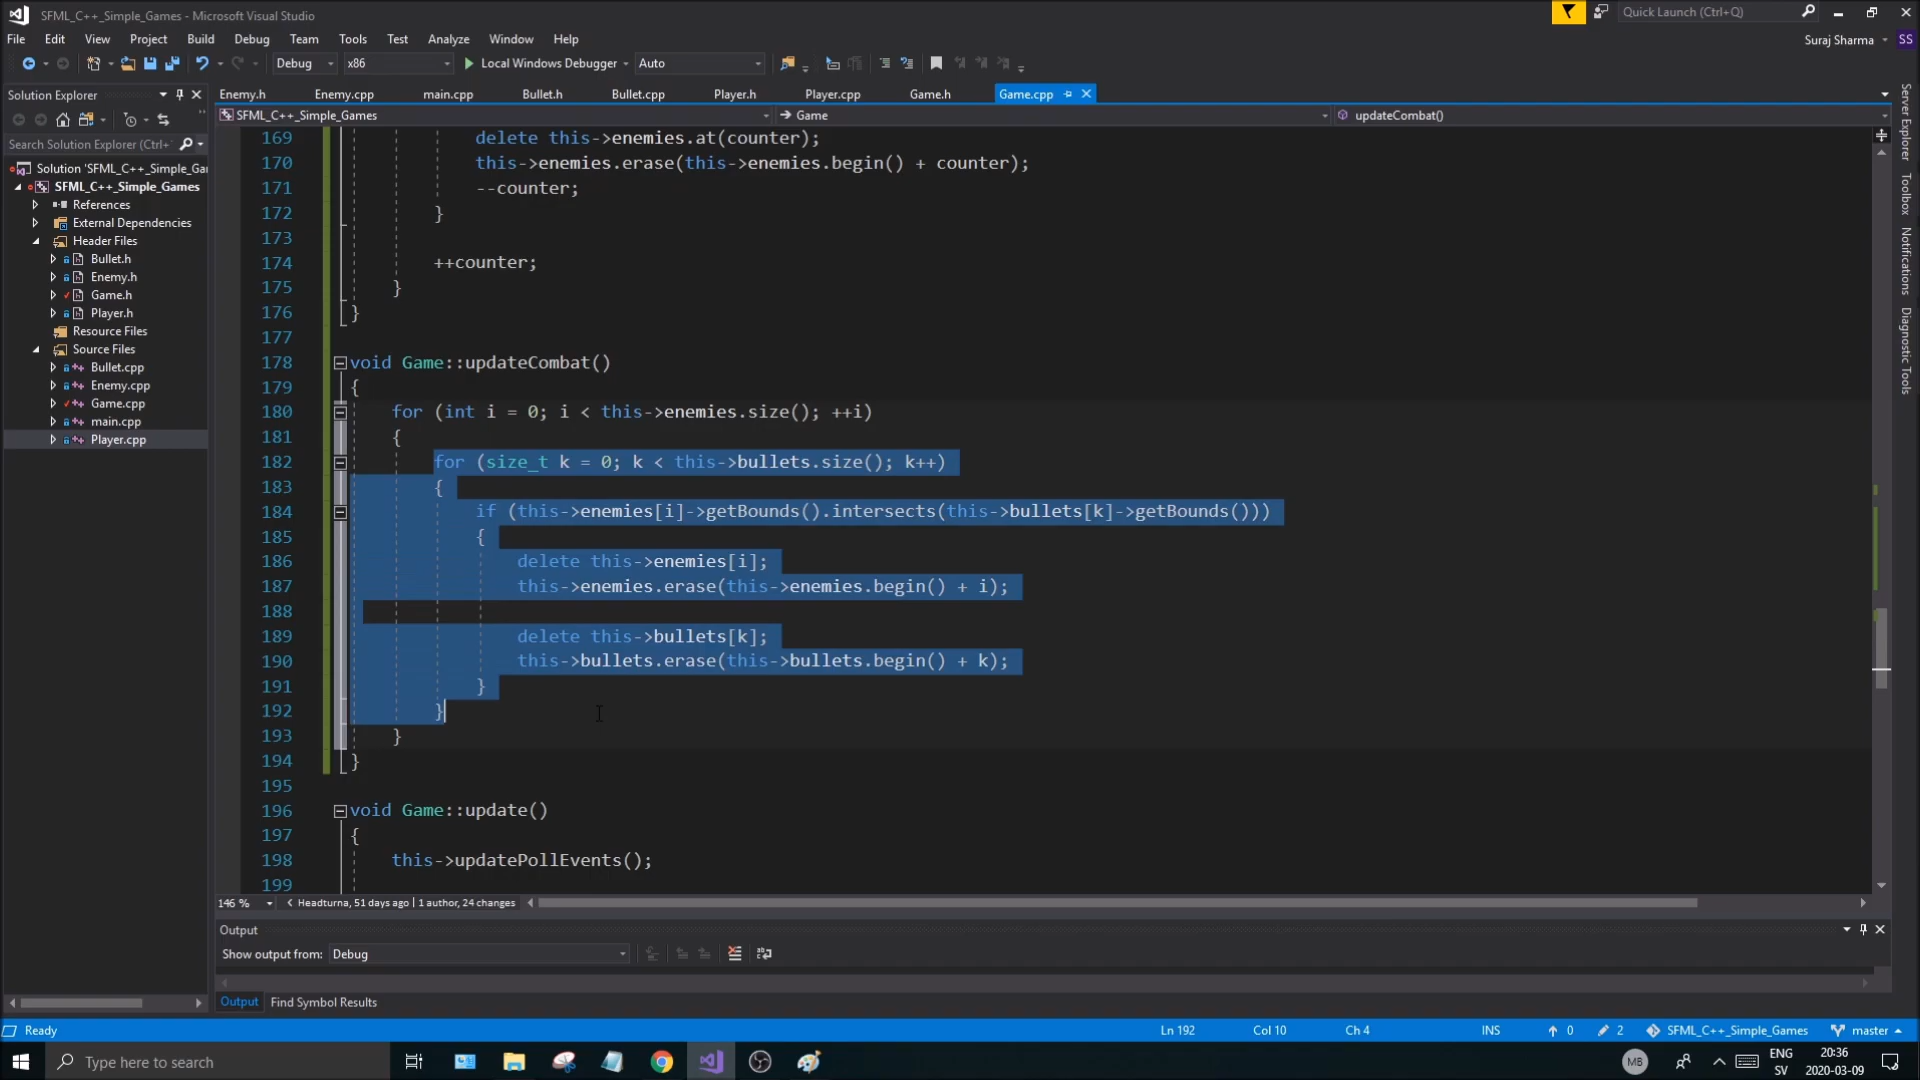 SFML_C++_Simple_Games - Microsoft Visual Studio
Quick Launch (Ctrl+Q)
File Edit View Project Build Debug Team Tools Test Analyze Window Help
Suraj Sharma SS
Debug x86 Local Windows Debugger Auto
Solution Explorer
Enemy.h Enemy.cpp main.cpp Bullet.h Bullet.cpp Player.h Player.cpp Game.h Game.cpp
SFML_C++_Simple_Games Game updateCombat()
Search Solution Explorer (Ctrl+
Solution 'SFML_C++_Simple_Gar
SFML_C++_Simple_Games
References
External Dependencies
Header Files
Bullet.h
Enemy.h
Game.h
Player.h
Resource Files
Source Files
Bullet.cpp
Enemy.cpp
Game.cpp
main.cpp
Player.cpp
169 delete this->enemies.at(counter);
170 this->enemies.erase(this->enemies.begin() + counter);
171 --counter;
172 }
173
174 ++counter;
175 }
176 }
177
178 void Game::updateCombat()
179 {
180 for (int i = 0; i < this->enemies.size(); ++i)
181 {
182 for (size_t k = 0; k < this->bullets.size(); k++)
183 {
184 if (this->enemies[i]->getBounds().intersects(this->bullets[k]->getBounds()))
185 {
186 delete this->enemies[i];
187 this->enemies.erase(this->enemies.begin() + i);
188
189 delete this->bullets[k];
190 this->bullets.erase(this->bullets.begin() + k);
191 }
192 }
193 }
194 }
195
196 void Game::update()
197 {
198 this->updatePollEvents();
199
Server Explorer
Toolbox
Notifications
Diagnostic Tools
146 % Headturna, 51 days ago | 1 author, 24 changes
Output
Show output from: Debug
Output Find Symbol Results
Ready Ln 192 Col 10 Ch 4 INS 0 2 SFML_C++_Simple_Games master
Type here to search
MB
ENG
SV
20:36
2020-03-09